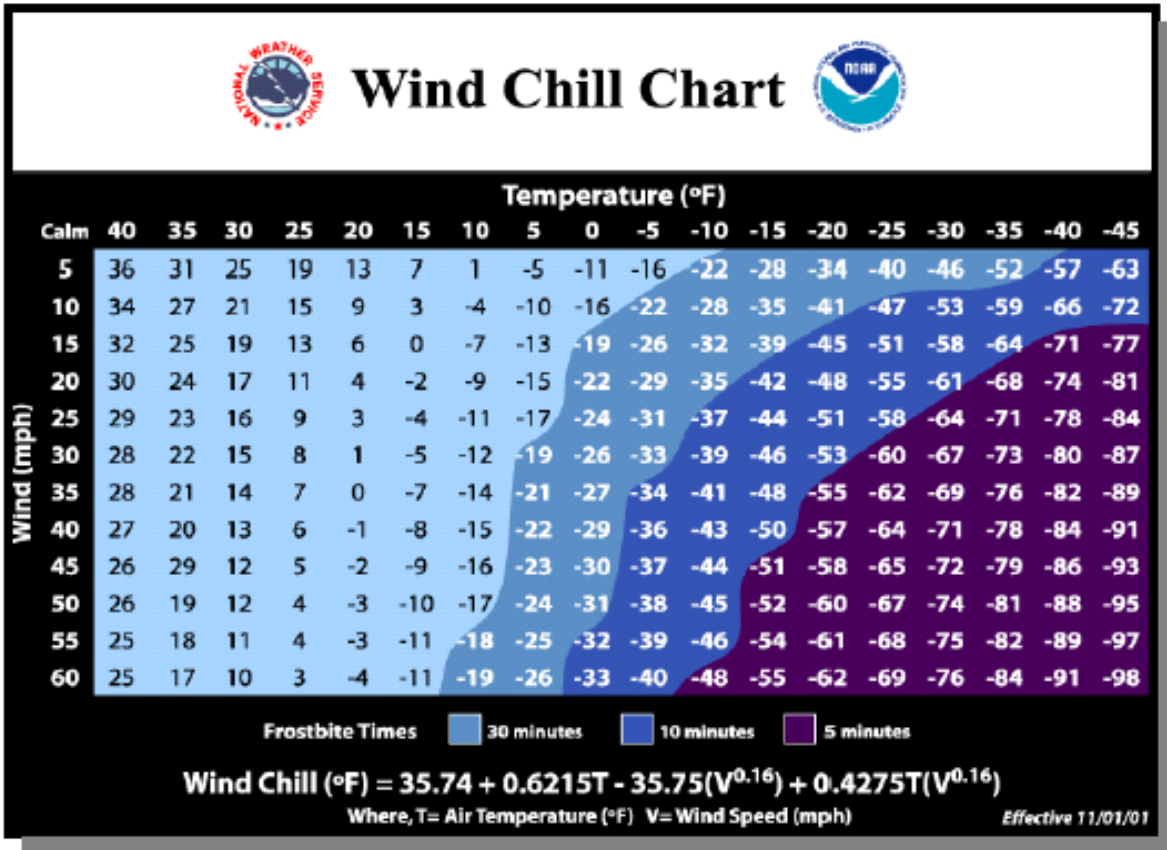 NATIONAL WEATHER SERVICE
Wind Chill Chart
NOAA
Temperature (ºF)
Calm 40 35 30 25 20 15 10 5 0 -5 -10 -15 -20 -25 -30 -35 -40 -45
Wind (mph)
5 36 31 25 19 13 7 1 -5 -11 -16 -22 -28 -34 -40 -46 -52 -57 -63
10 34 27 21 15 9 3 -4 -10 -16 -22 -28 -35 -41 -47 -53 -59 -66 -72
15 32 25 19 13 6 0 -7 -13 -19 -26 -32 -39 -45 -51 -58 -64 -71 -77
20 30 24 17 11 4 -2 -9 -15 -22 -29 -35 -42 -48 -55 -61 -68 -74 -81
25 29 23 16 9 3 -4 -11 -17 -24 -31 -37 -44 -51 -58 -64 -71 -78 -84
30 28 22 15 8 1 -5 -12 -19 -26 -33 -39 -46 -53 -60 -67 -73 -80 -87
35 28 21 14 7 0 -7 -14 -21 -27 -34 -41 -48 -55 -62 -69 -76 -82 -89
40 27 20 13 6 -1 -8 -15 -22 -29 -36 -43 -50 -57 -64 -71 -78 -84 -91
45 26 29 12 5 -2 -9 -16 -23 -30 -37 -44 -51 -58 -65 -72 -79 -86 -93
50 26 19 12 4 -3 -10 -17 -24 -31 -38 -45 -52 -60 -67 -74 -81 -88 -95
55 25 18 11 4 -3 -11 -18 -25 -32 -39 -46 -54 -61 -68 -75 -82 -89 -97
60 25 17 10 3 -4 -11 -19 -26 -33 -40 -48 -55 -62 -69 -76 -84 -91 -98
Frostbite Times 30 minutes 10 minutes 5 minutes
Wind Chill (ºF) = 35.74 + 0.6215T - 35.75(V^0.16) + 0.4275T(V^0.16)
Where, T= Air Temperature (ºF) V= Wind Speed (mph)
Effective 11/01/01